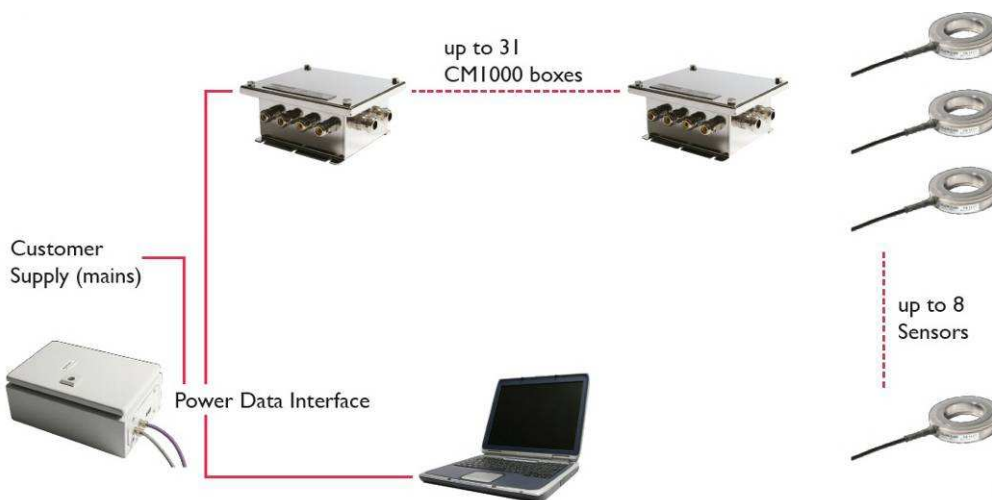 up to 31
CM1000 boxes
Customer
Supply (mains)
up to 8
Sensors
Power Data Interface